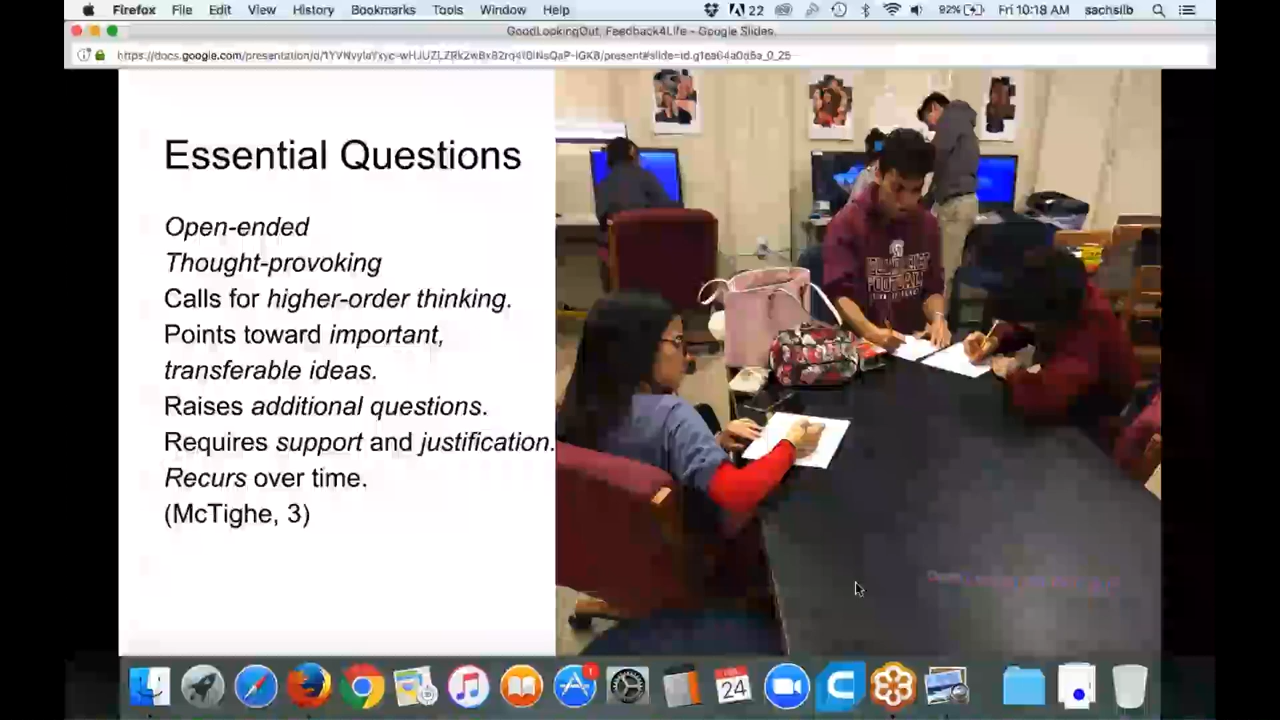 Firefox File Edit View History Bookmarks Tools Window Help 22 92% Fri 10:18 AM sachsilb
GoodLookingOut, Feedback4Life - Google Slides
Essential Questions
Open-ended
Thought-provoking
Calls for higher-order thinking.
Points toward important,
transferable ideas.
Raises additional questions.
Requires support and justification.
Recurs over time.
(McTighe, 3)
FOOTBALL
24